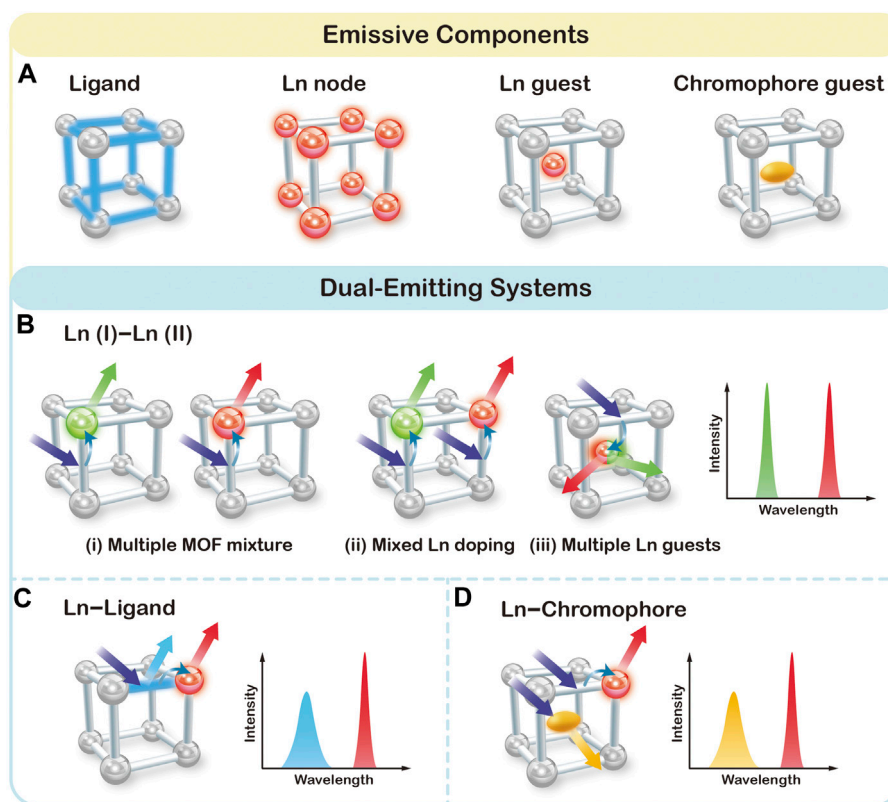 Emissive Components
A
Ligand
Ln node
Ln guest
Chromophore guest
Dual-Emitting Systems
B
Ln (I)–Ln (II)
Intensity
Wavelength
(i) Multiple MOF mixture
(ii) Mixed Ln doping
(iii) Multiple Ln guests
C
Ln–Ligand
Intensity
Wavelength
D
Ln–Chromophore
Intensity
Wavelength